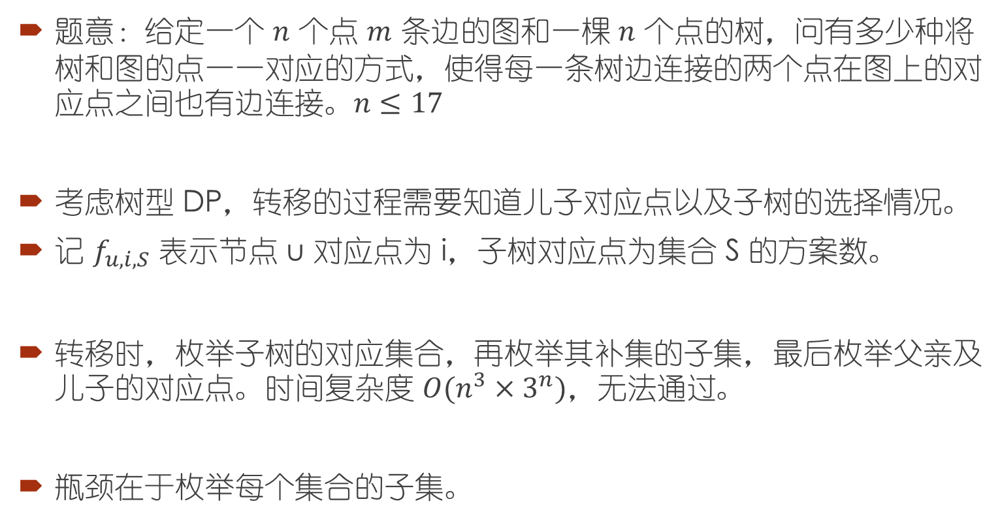 题意：给定一个 n 个点 m 条边的图和一棵 n 个点的树，问有多少种将
树和图的点一一对应的方式，使得每一条树边连接的两个点在图上的对
应点之间也有边连接。n ≤ 17
考虑树型 DP，转移的过程需要知道儿子对应点以及子树的选择情况。
记 f_{u,i,S} 表示节点 u 对应点为 i，子树对应点为集合 S 的方案数。
转移时，枚举子树的对应集合，再枚举其补集的子集，最后枚举父亲及
儿子的对应点。时间复杂度 O(n³ × 3ⁿ)，无法通过。
瓶颈在于枚举每个集合的子集。